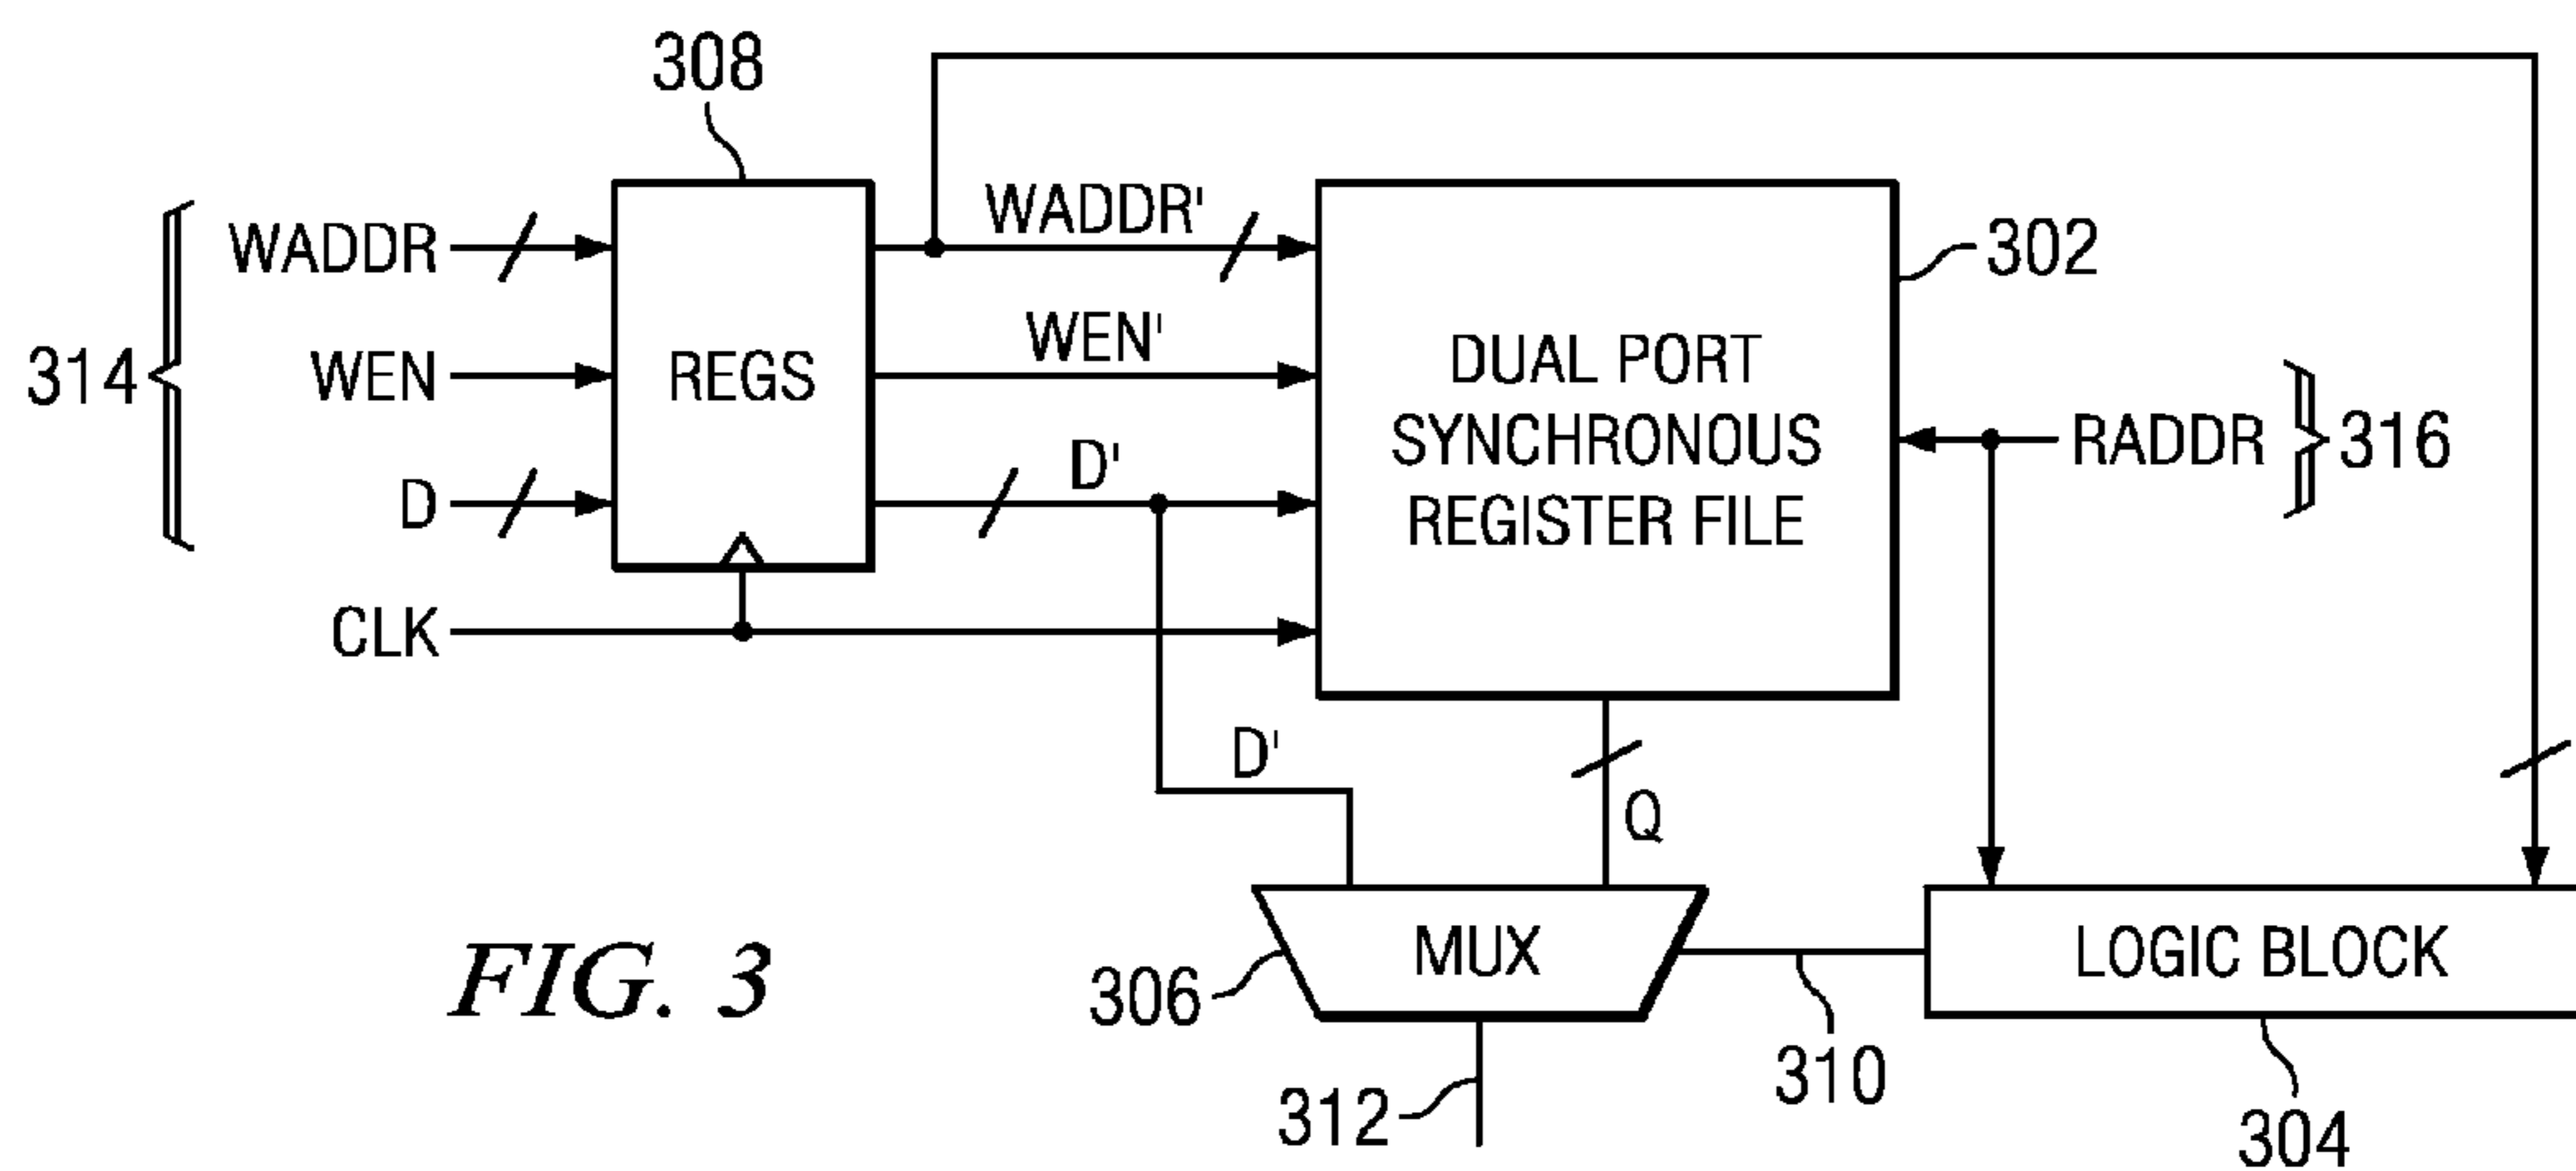 308
WADDR'
WADDR
302
WEN'
314
WEN
REGS
DUAL PORT
SYNCHRONOUS
REGISTER FILE
RADDR
316
D'
D
CLK
D'
Q
MUX
LOGIC BLOCK
306
310
312
304
FIG. 3